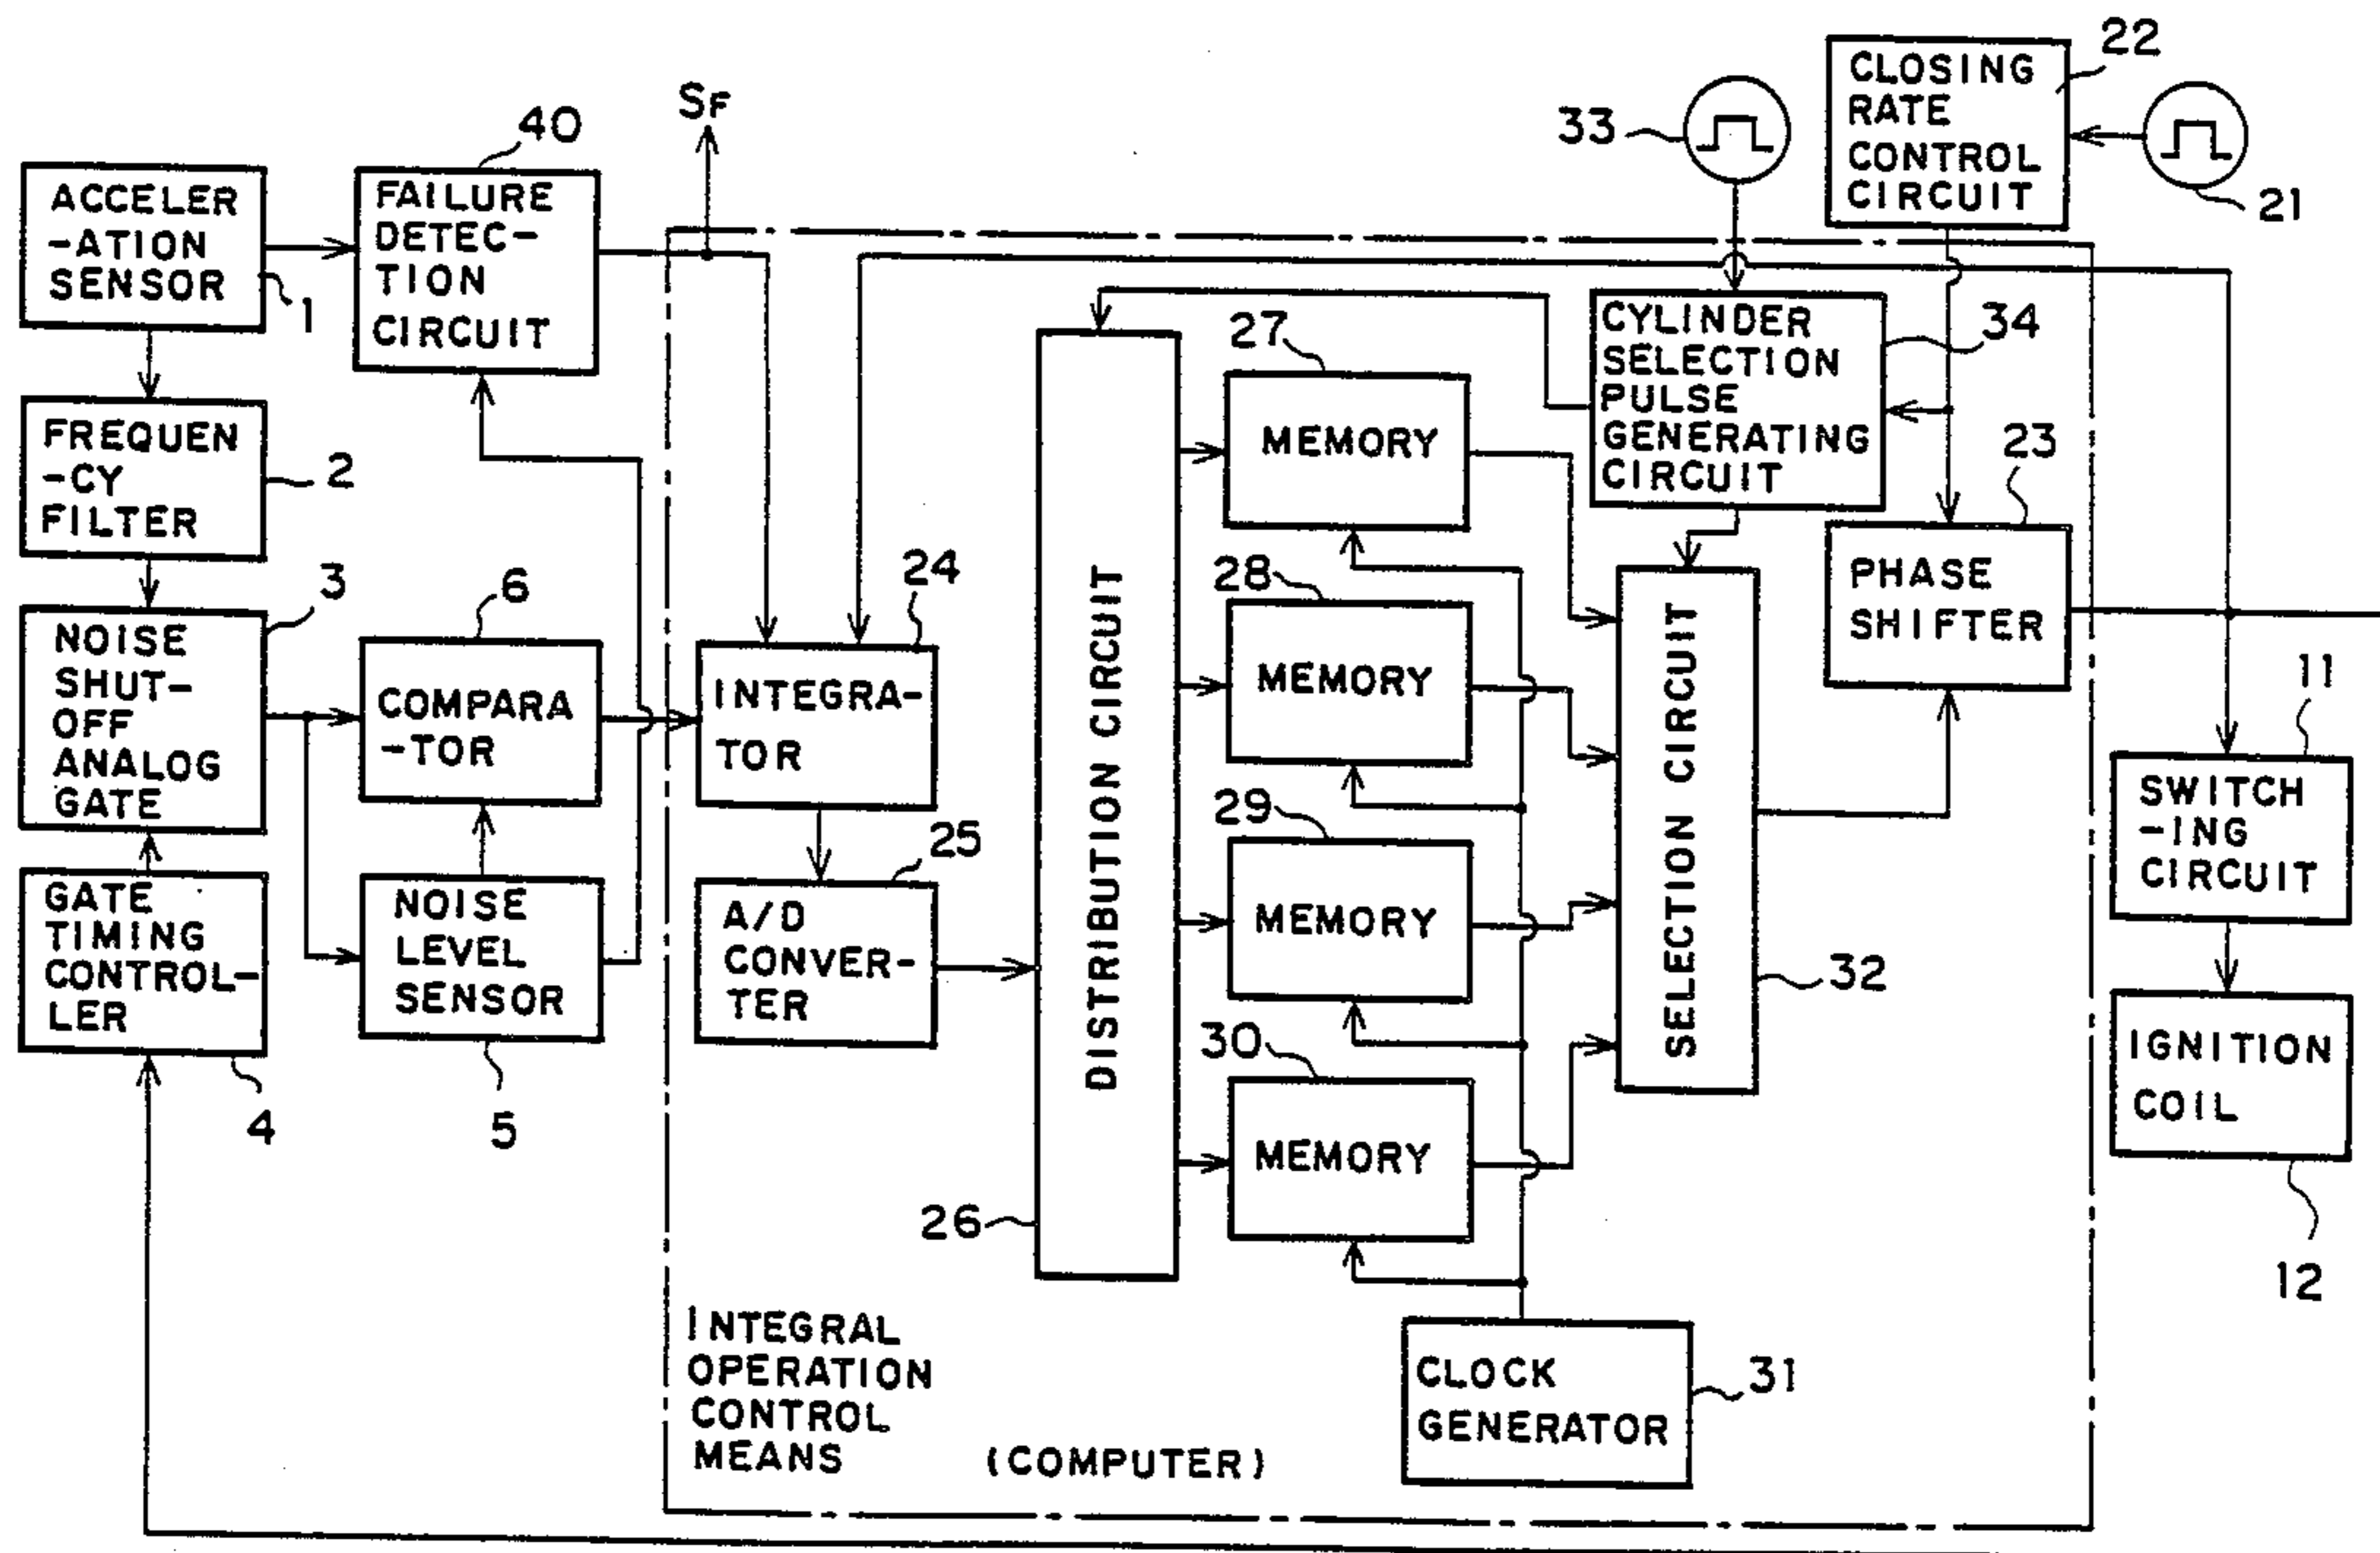 22
CLOSING
RATE
CONTROL
CIRCUIT
33
21
SF
40
ACCELER
-ATION
SENSOR
1
FAILURE
DETEC-
TION
CIRCUIT
CYLINDER
SELECTION
PULSE
GENERATING
CIRCUIT
34
27
MEMORY
FREQUEN
-CY
FILTER
2
23
PHASE
SHIFTER
3
NOISE
SHUT-
OFF
ANALOG
GATE
6
COMPARA
-TOR
24
INTEGRA-
TOR
28
MEMORY
DISTRIBUTION CIRCUIT
SELECTION CIRCUIT
11
SWITCH
-ING
CIRCUIT
GATE
TIMING
CONTROL-
LER
4
NOISE
LEVEL
SENSOR
5
25
A/D
CONVER-
TER
29
MEMORY
32
IGNITION
COIL
12
30
MEMORY
26
INTEGRAL
OPERATION
CONTROL
MEANS
(COMPUTER)
CLOCK
GENERATOR
31